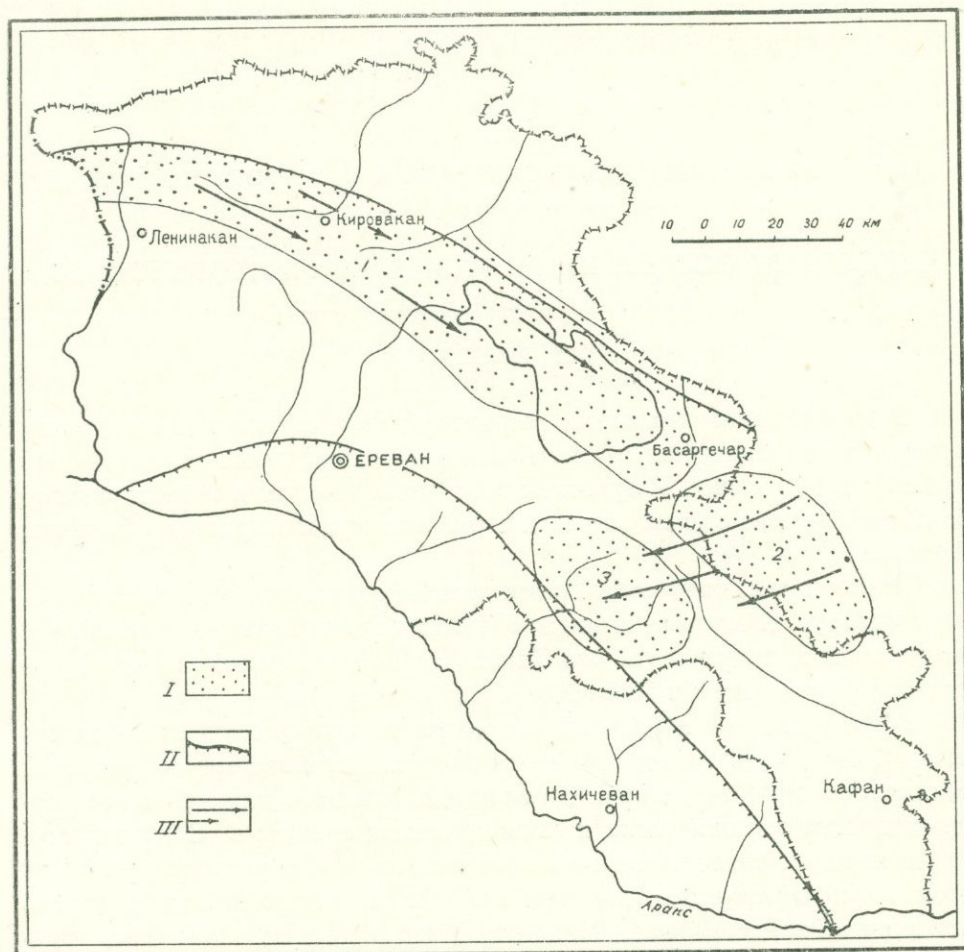 Кировакан
Ленинакан
10 0 10 20 30 40 км
1
Басаргечар
ЕРЕВАН
2
3
I
II
III
Нахичеван
Кафан
Аракс